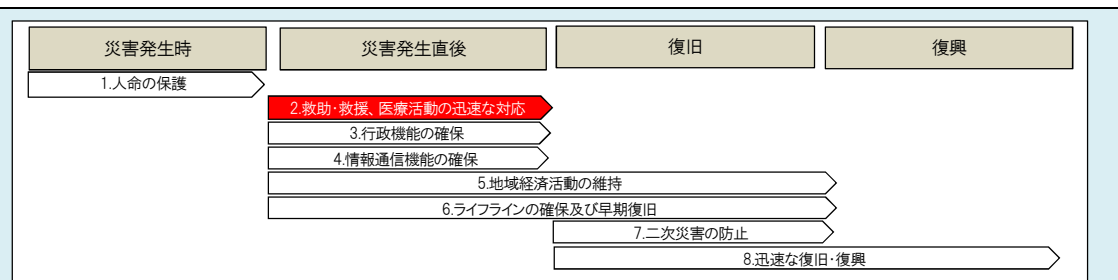 災害発生時
災害発生直後
復旧
復興
1.人命の保護
2.救助・救援、医療活動の迅速な対応
3.行政機能の確保
4.情報通信機能の確保
5.地域経済活動の維持
6.ライフラインの確保及び早期復旧
7.二次災害の防止
8.迅速な復旧・復興